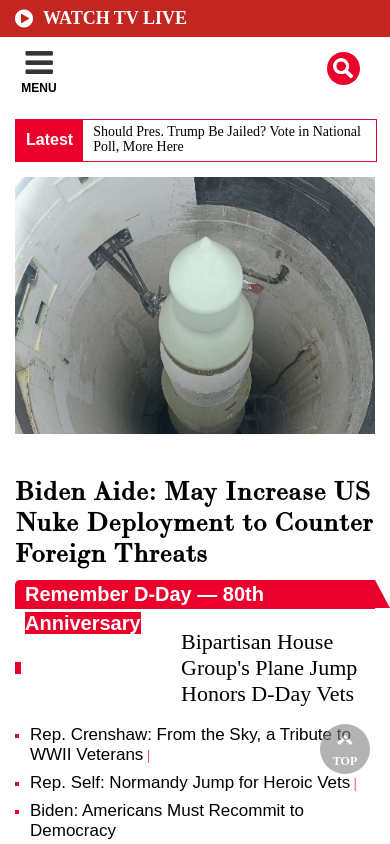 WATCH TV LIVE
MENU
Latest
Should Pres. Trump Be Jailed? Vote in National
Poll, More Here
Biden Aide: May Increase US
Nuke Deployment to Counter
Foreign Threats
Remember D-Day — 80th
Anniversary
Bipartisan House
Group's Plane Jump
Honors D-Day Vets
Rep. Crenshaw: From the Sky, a Tribute to
WWII Veterans |
TOP
Rep. Self: Normandy Jump for Heroic Vets |
Biden: Americans Must Recommit to
Democracy